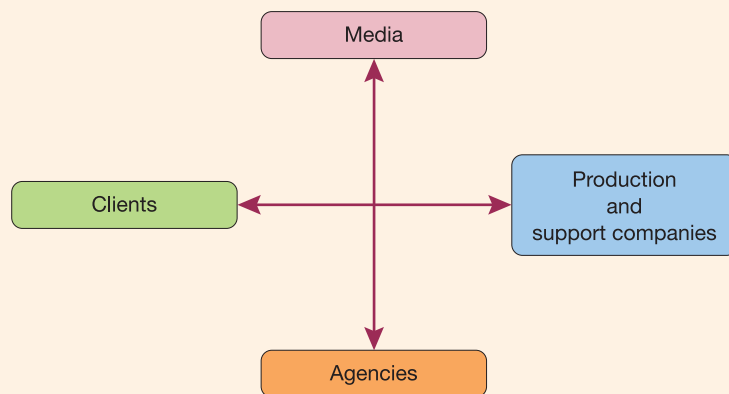 Media
Clients
Production
and
support companies
Agencies